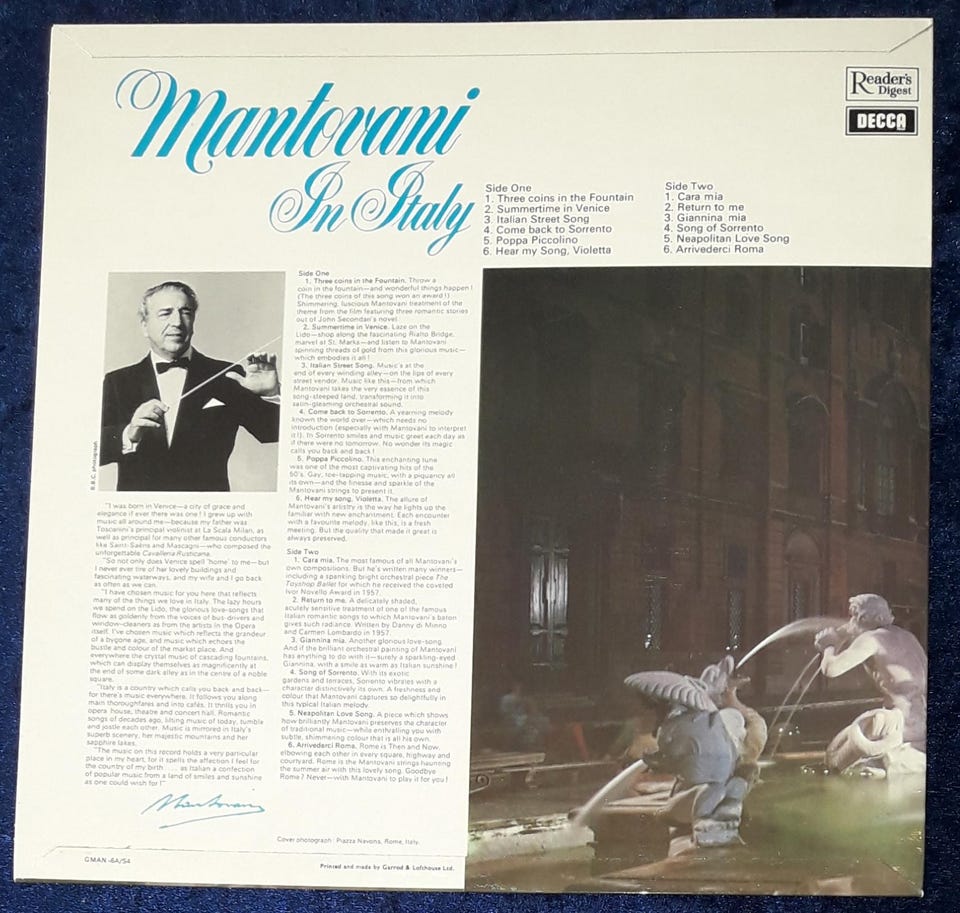 Mantovani
In Italy
Reader's
Digest
DECCA
Side One
1. Three coins in the Fountain
2. Summertime in Venice
3. Italian Street Song
4. Come back to Sorrento
5. Poppa Piccolino
6. Hear my Song, Violetta
Side Two
1. Cara mia
2. Return to me
3. Giannina mia
4. Song of Sorrento
5. Neapolitan Love Song
6. Arrivederci Roma
B.B.C. photograph
"I was born in Venice—a city of grace and
elegance if ever there was one! I grew up with
music all around me—because my father was
Toscanini's principal violinist at La Scala Milan, as
well as principal for many other famous conductors
like Saint-Saëns and Mascagni—who composed the
unforgettable Cavalleria Rusticana.
"So not only does Venice spell 'home' to me—but
I never ever tire of her lovely buildings and
fascinating waterways, and my wife and I go back
as often as we can.
"I have chosen music for you here that reflects
many of the things we love in Italy. The lazy hours
we spend on the Lido, the glorious love-songs that
flow as goldenly from the voices of bus-drivers and
window-cleaners as from the artists in the Opera
itself. I've chosen music which reflects the grandeur
of a bygone age, and music which echoes the
bustle and colour of the market place. And
everywhere the crystal music of cascading fountains,
which can display themselves as magnificently at
the end of some dark alley as in the centre of a noble
square.
"Italy is a country which calls you back and back—
for there's music everywhere. It follows you along
main thoroughfares and into cafés. It thrills you in
opera house, theatre and concert hall. Romantic
songs of decades ago, lilting music of today, tumble
and jostle each other. Music is mirrored in Italy's
superb scenery, her majestic mountains and her
sapphire lakes.
"The music on this record holds a very particular
place in my heart, for it spells the affection I feel for
the country of my birth . . . . as Italian a confection
of popular music from a land of smiles and sunshine
as one could wish for!"
Mantovani
Side One
1. Three coins in the Fountain. Throw a
coin in the fountain—and wonderful things happen!
(The three coins of this song won an award!)
Shimmering, luscious Mantovani treatment of the
theme from the film featuring three romantic stories
out of John Secondari's novel.
2. Summertime in Venice. Laze on the
Lido—shop along the fascinating Rialto Bridge,
marvel at St. Marks—and listen to Mantovani
spinning threads of gold from this glorious music—
which embodies it all!
3. Italian Street Song. Music's at the
end of every winding alley—on the lips of every
street vendor. Music like this—from which
Mantovani takes the very essence of this
song-steeped land, transforming it into
satin-gleaming orchestral sound.
4. Come back to Sorrento. A yearning melody
known the world over—which needs no
introduction (especially with Mantovani to interpret
it!). In Sorrento smiles and music greet each day as
if there were no tomorrow. No wonder its magic
calls you back and back!
5. Poppa Piccolino. This enchanting tune
was one of the most captivating hits of the
50's. Gay, toe-tapping music, with a piquancy all
its own—and the finesse and sparkle of the
Mantovani strings to present it.
6. Hear my song, Violetta. The allure of
Mantovani's artistry is the way he lights up the
familiar with new enchantment. Each encounter
with a favourite melody, like this, is a fresh
meeting. But the quality that made it great is
always preserved.
Side Two
1. Cara mia. The most famous of all Mantovani's
own compositions. But he's written many winners—
including a spanking bright orchestral piece The
Toyshop Ballet for which he received the coveted
Ivor Novello Award in 1957.
2. Return to me. A delicately shaded,
acutely sensitive treatment of one of the famous
Italian romantic songs to which Mantovani's baton
gives such radiance. Written by Danny di Minno
and Carmen Lombardo in 1957.
3. Giannina mia. Another glorious love-song.
And if the brilliant orchestral painting of Mantovani
has anything to do with it—surely a sparkling-eyed
Giannina, with a smile as warm as Italian sunshine!
4. Song of Sorrento. With its exotic
gardens and terraces, Sorrento vibrates with a
character distinctively its own. A freshness and
colour that Mantovani captures so delightfully in
this typical Italian melody.
5. Neapolitan Love Song. A piece which shows
how brilliantly Mantovani preserves the character
of traditional music—while enthralling you with
subtle, shimmering colour that is all his own.
6. Arrivederci Roma. Rome is Then and Now,
elbowing each other in every square, highway and
courtyard. Rome is the Mantovani strings haunting
the summer air with this lovely song. Goodbye
Rome? Never—with Mantovani to play it for you!
Cover photograph: Piazza Navona, Rome, Italy.
GMAN-6A/S4
Printed and made by Garrod & Lofthouse Ltd.